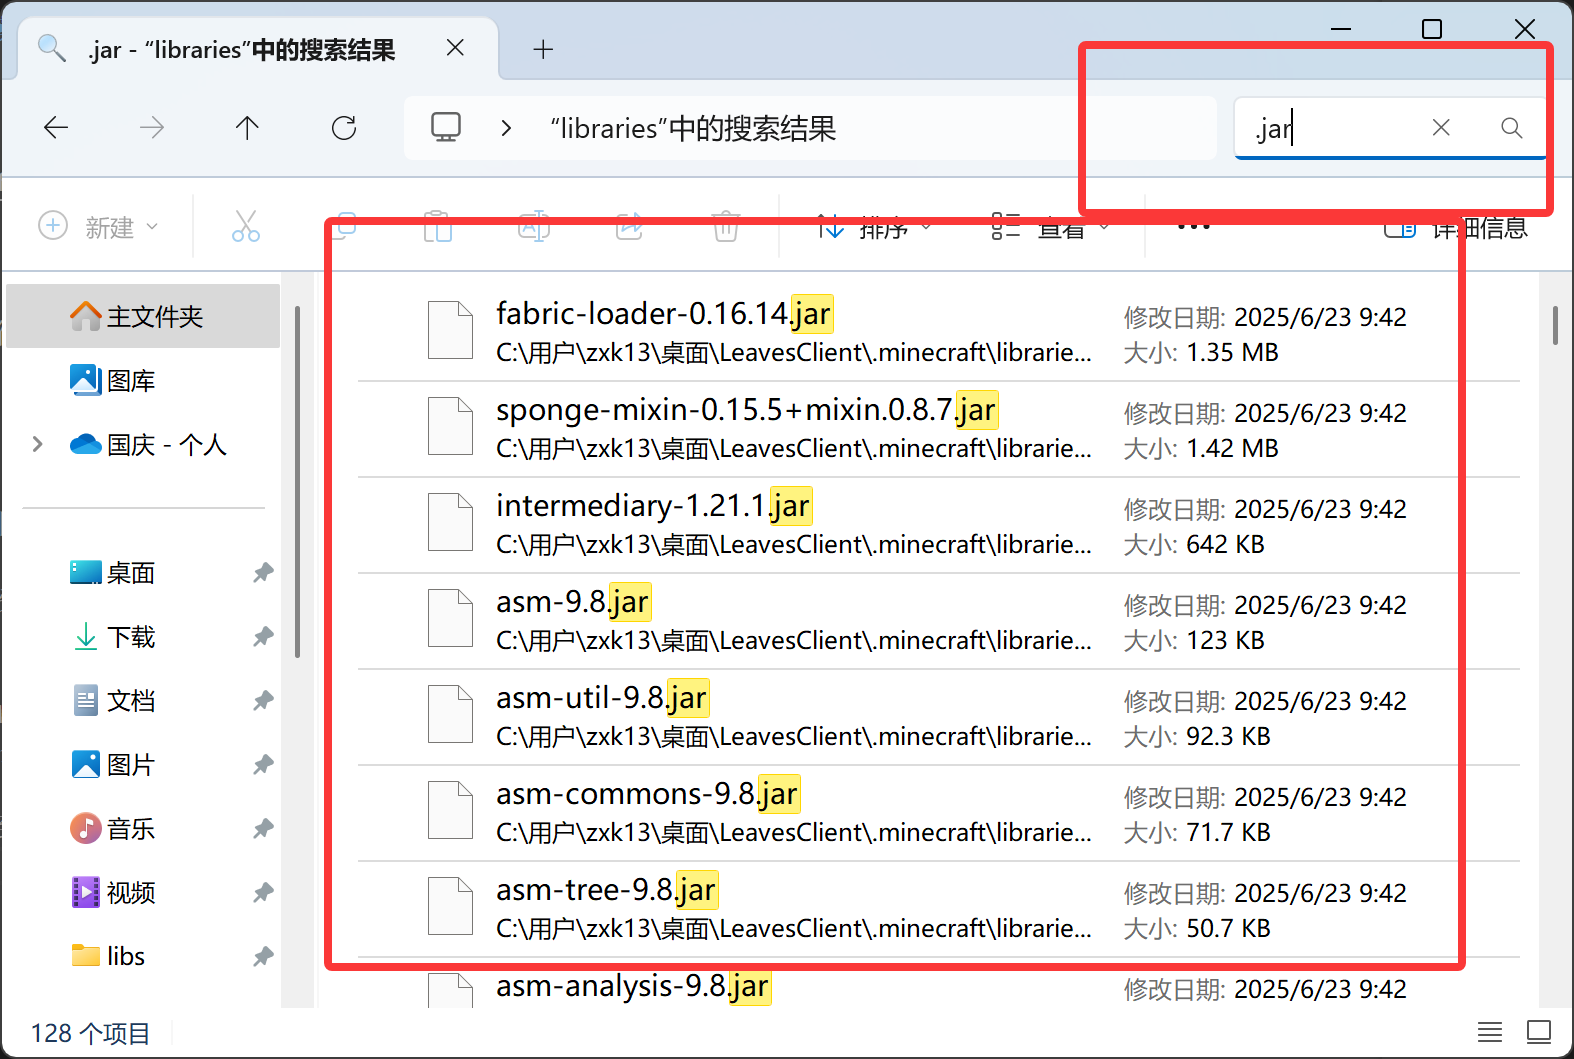 .jar - “libraries”中的搜索结果
“libraries”中的搜索结果
.jar
新建
排序
查看
详细信息
主文件夹
图库
国庆 - 个人
桌面
下载
文档
图片
音乐
视频
libs
fabric-loader-0.16.14.jar
修改日期: 2025/6/23 9:42
C:\用户\zxk13\桌面\LeavesClient\.minecraft\librarie...
大小: 1.35 MB
sponge-mixin-0.15.5+mixin.0.8.7.jar
修改日期: 2025/6/23 9:42
C:\用户\zxk13\桌面\LeavesClient\.minecraft\librarie...
大小: 1.42 MB
intermediary-1.21.1.jar
修改日期: 2025/6/23 9:42
C:\用户\zxk13\桌面\LeavesClient\.minecraft\librarie...
大小: 642 KB
asm-9.8.jar
修改日期: 2025/6/23 9:42
C:\用户\zxk13\桌面\LeavesClient\.minecraft\librarie...
大小: 123 KB
asm-util-9.8.jar
修改日期: 2025/6/23 9:42
C:\用户\zxk13\桌面\LeavesClient\.minecraft\librarie...
大小: 92.3 KB
asm-commons-9.8.jar
修改日期: 2025/6/23 9:42
C:\用户\zxk13\桌面\LeavesClient\.minecraft\librarie...
大小: 71.7 KB
asm-tree-9.8.jar
修改日期: 2025/6/23 9:42
C:\用户\zxk13\桌面\LeavesClient\.minecraft\librarie...
大小: 50.7 KB
asm-analysis-9.8.jar
修改日期: 2025/6/23 9:42
128 个项目